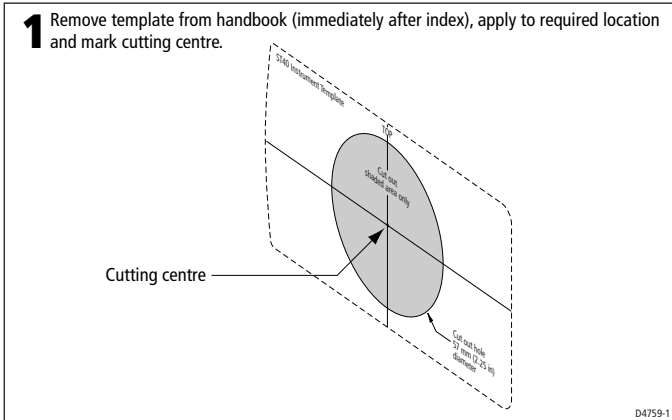 1 Remove template from handbook (immediately after index), apply to required location
and mark cutting centre.
ST40 Instrument Template
TOP
Cut out
shaded area only
Cutting centre
Cut out hole
57 mm (2.25 in)
diameter
D4759-1